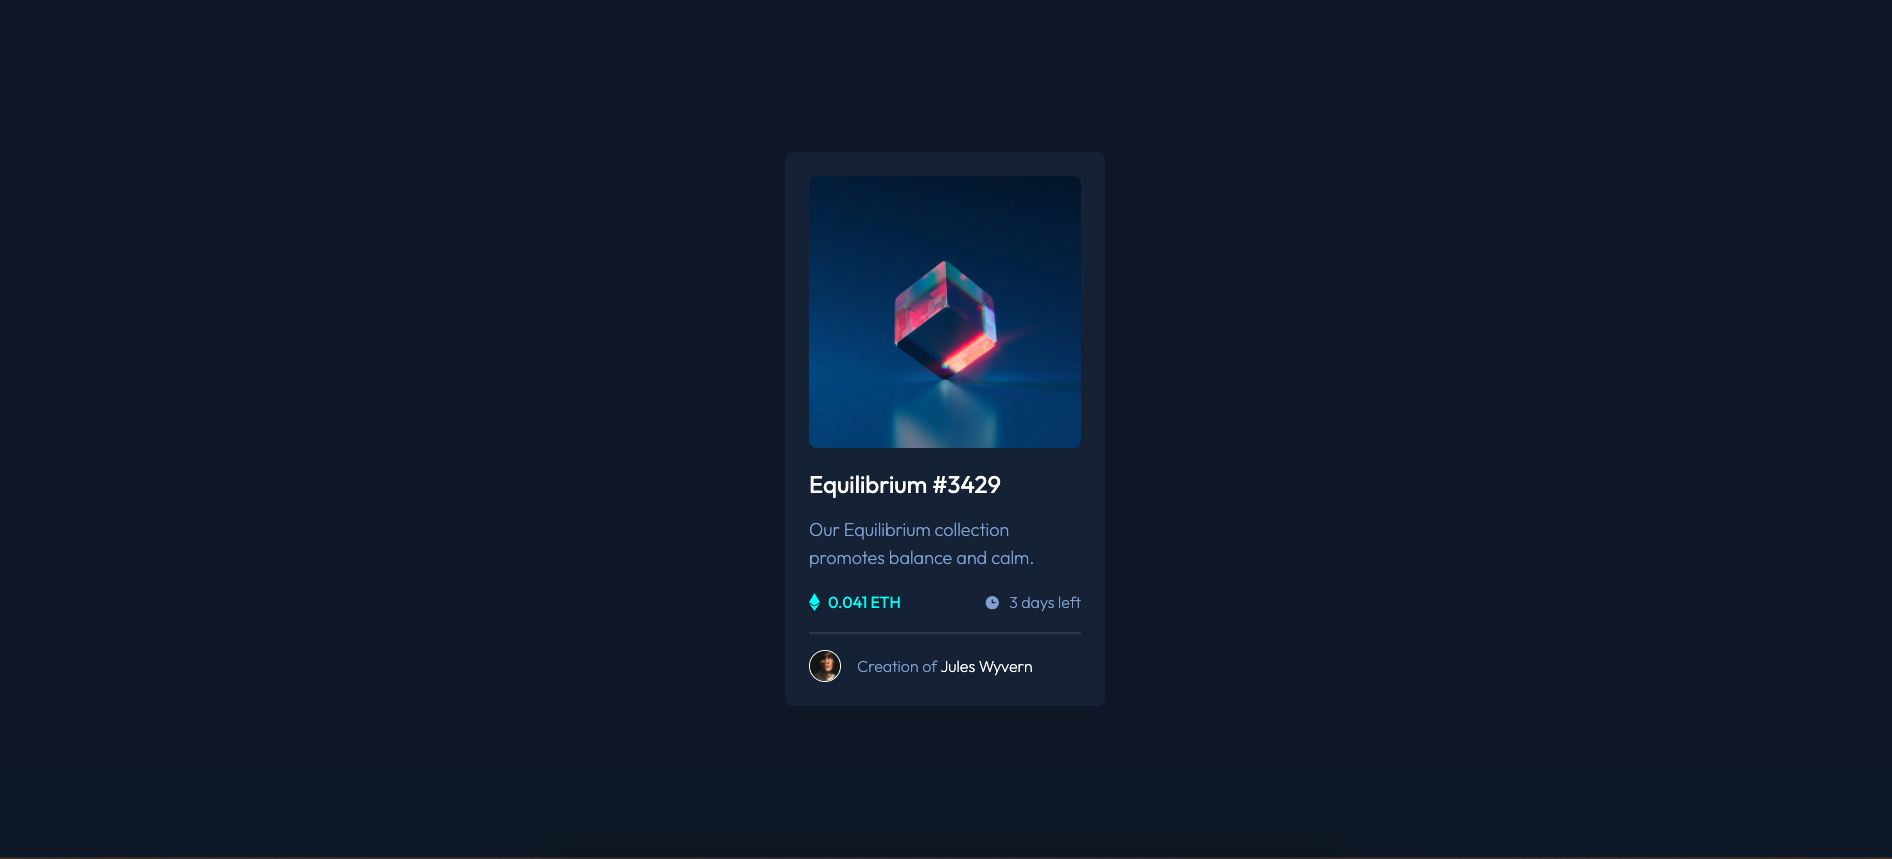 Equilibrium #3429
Our Equilibrium collection
promotes balance and calm.
0.041 ETH
3 days left
Creation of Jules Wyvern